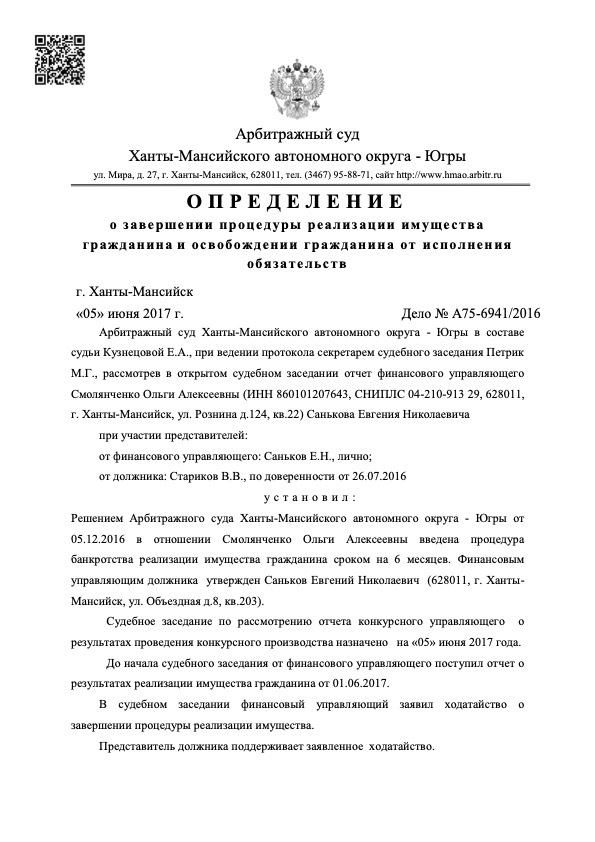 Арбитражный суд
Ханты-Мансийского автономного округа - Югры
ул. Мира, д. 27, г. Ханты-Мансийск, 628011, тел. (3467) 95-88-71, сайт http://www.hmao.arbitr.ru
ОПРЕДЕЛЕНИЕ
о завершении процедуры реализации имущества
гражданина и освобождении гражданина от исполнения
обязательств
г. Ханты-Мансийск
«05» июня 2017 г. Дело № А75-6941/2016
Арбитражный суд Ханты-Мансийского автономного округа - Югры в составе
судьи Кузнецовой Е.А., при ведении протокола секретарем судебного заседания Петрик
М.Г., рассмотрев в открытом судебном заседании отчет финансового управляющего
Смолянченко Ольги Алексеевны (ИНН 860101207643, СНИПЛС 04-210-913 29, 628011,
г. Ханты-Мансийск, ул. Рознина д.124, кв.22) Санькова Евгения Николаевича
при участии представителей:
от финансового управляющего: Саньков Е.Н., лично;
от должника: Стариков В.В., по доверенности от 26.07.2016
установил:
Решением Арбитражного суда Ханты-Мансийского автономного округа - Югры от
05.12.2016 в отношении Смолянченко Ольги Алексеевны введена процедура
банкротства реализации имущества гражданина сроком на 6 месяцев. Финансовым
управляющим должника утвержден Саньков Евгений Николаевич (628011, г. Ханты-
Мансийск, ул. Объездная д.8, кв.203).
Судебное заседание по рассмотрению отчета конкурсного управляющего о
результатах проведения конкурсного производства назначено на «05» июня 2017 года.
До начала судебного заседания от финансового управляющего поступил отчет о
результатах реализации имущества гражданина от 01.06.2017.
В судебном заседании финансовый управляющий заявил ходатайство о
завершении процедуры реализации имущества.
Представитель должника поддерживает заявленное ходатайство.